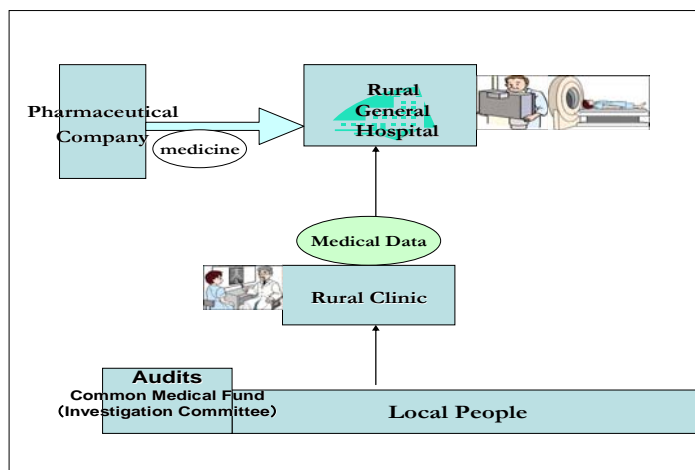 Pharmaceutical
Company
medicine
Rural
General
Hospital
Medical Data
Rural Clinic
Audits
Common Medical Fund
(Investigation Committee)
Local People